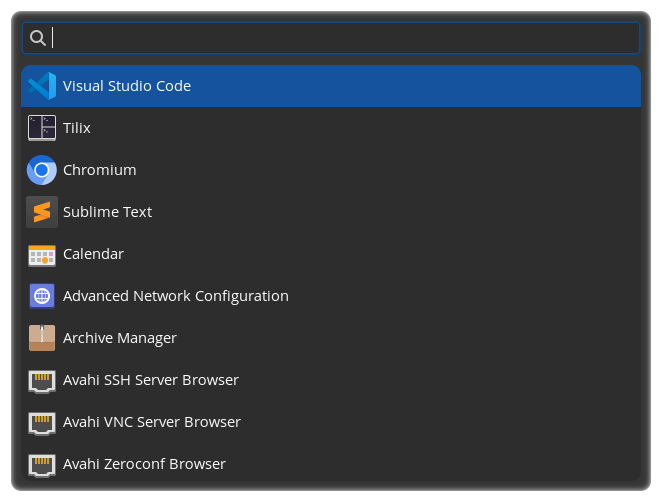 Visual Studio Code
Tilix
Chromium
Sublime Text
Calendar
Advanced Network Configuration
Archive Manager
Avahi SSH Server Browser
Avahi VNC Server Browser
Avahi Zeroconf Browser